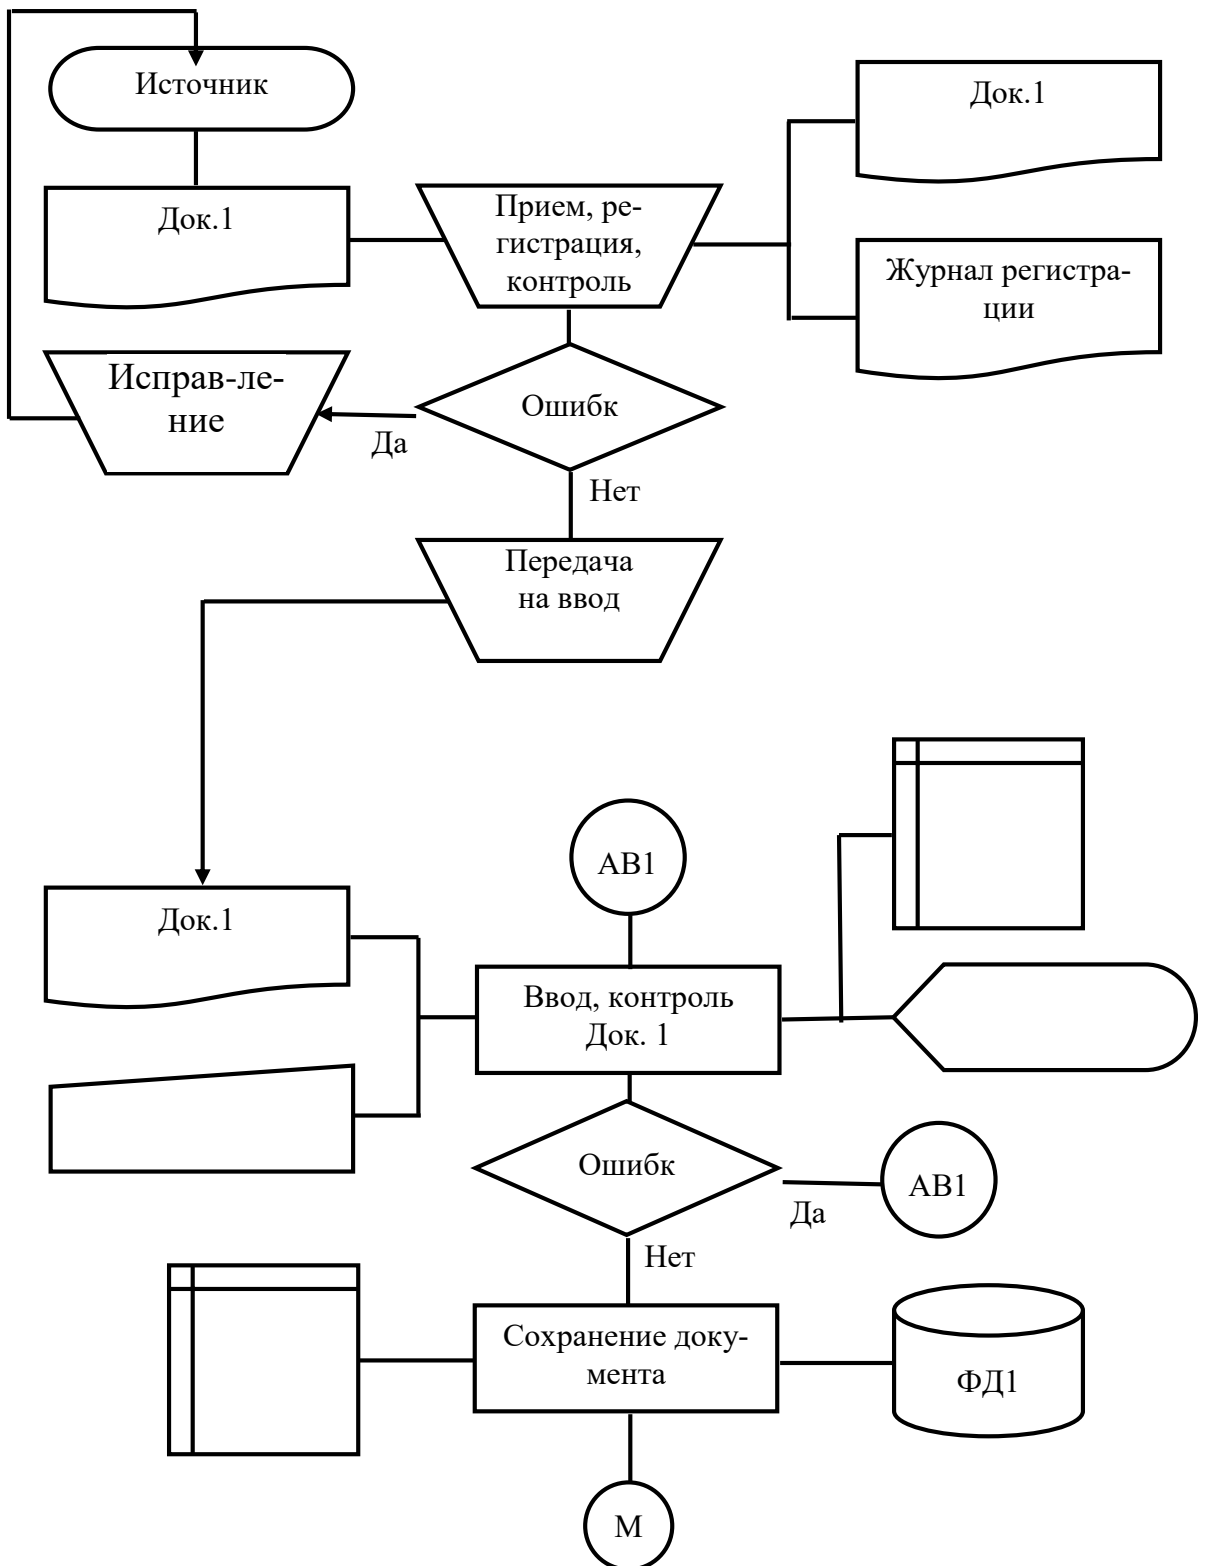 Источник
Док.1
Док.1
Прием, ре-
гистрация,
контроль
Журнал регистра-
ции
Исправ-ле-
ние
Ошибк
Да
Нет
Передача
на ввод
АВ1
Док.1
Ввод, контроль
Док. 1
Ошибк
АВ1
Да
Нет
Сохранение доку-
мента
ФД1
М